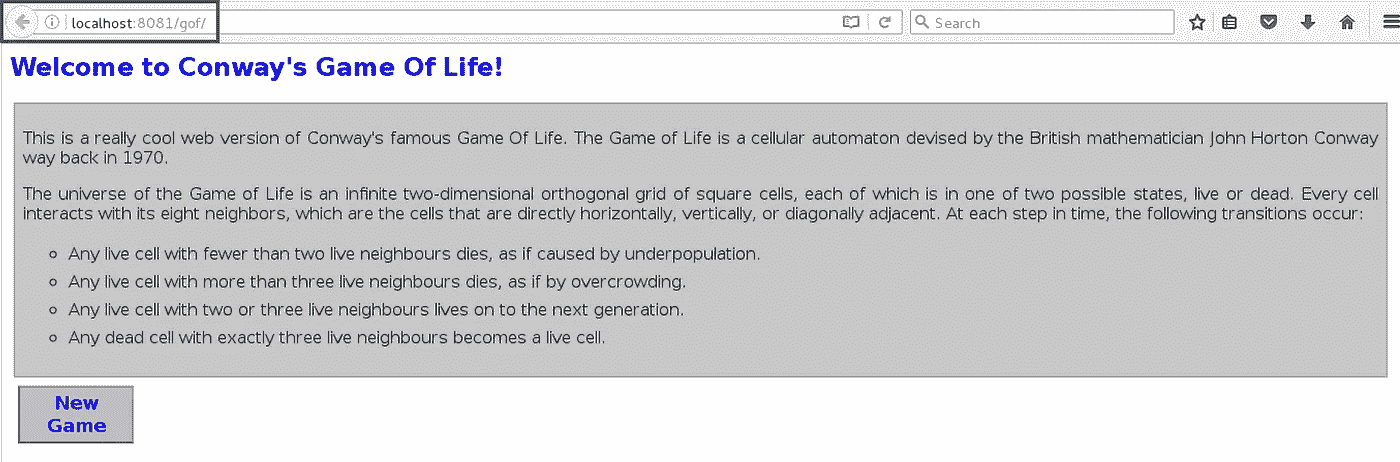 localhost:8081/gof/
Search
Welcome to Conway's Game Of Life!
This is a really cool web version of Conway's famous Game Of Life. The Game of Life is a cellular automaton devised by the British mathematician John Horton Conway
way back in 1970.
The universe of the Game of Life is an infinite two-dimensional orthogonal grid of square cells, each of which is in one of two possible states, live or dead. Every cell
interacts with its eight neighbors, which are the cells that are directly horizontally, vertically, or diagonally adjacent. At each step in time, the following transitions occur:
Any live cell with fewer than two live neighbours dies, as if caused by underpopulation.
Any live cell with more than three live neighbours dies, as if by overcrowding.
Any live cell with two or three live neighbours lives on to the next generation.
Any dead cell with exactly three live neighbours becomes a live cell.
New
Game